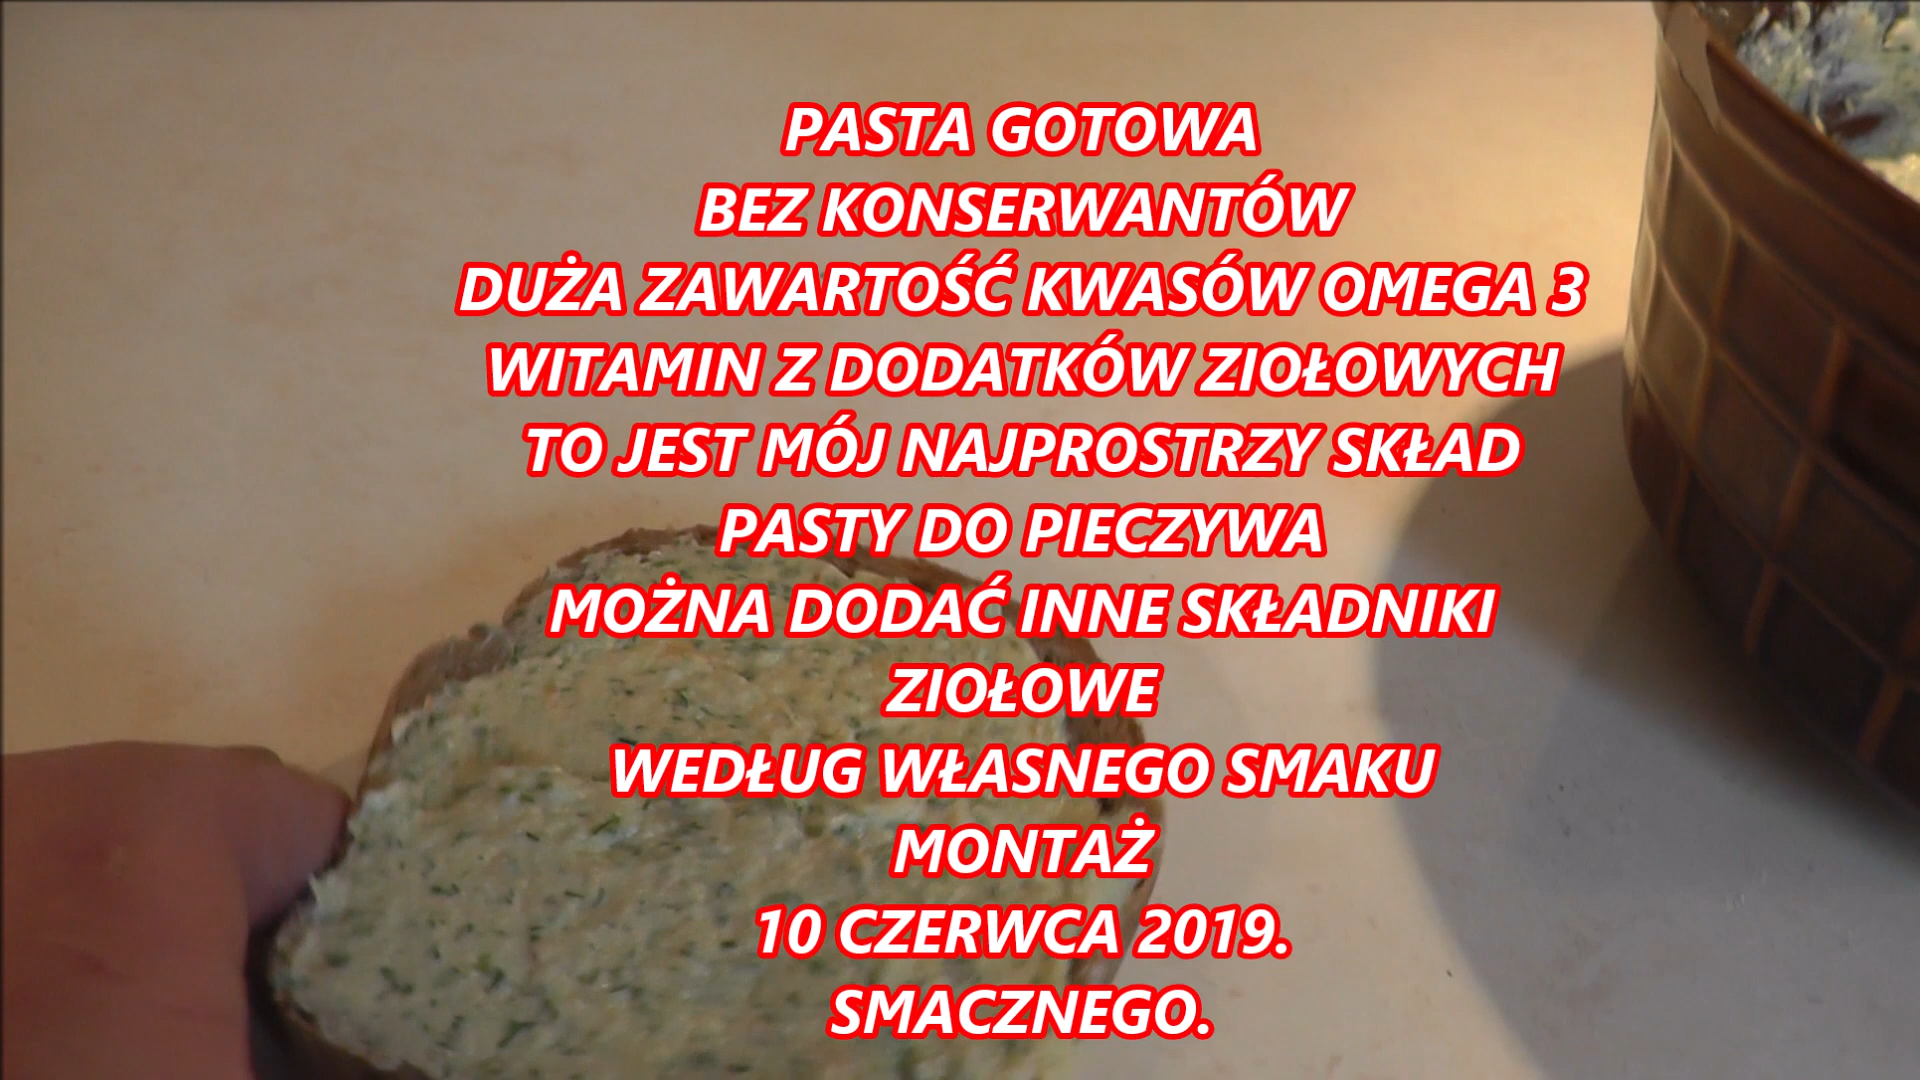 PASTA GOTOWA
BEZ KONSERWANTÓW
DUŻA ZAWARTOŚĆ KWASÓW OMEGA 3
WITAMIN Z DODATKÓW ZIOŁOWYCH
TO JEST MÓJ NAJPROSTRZY SKŁAD
PASTY DO PIECZYWA
MOŻNA DODAĆ INNE SKŁADNIKI
ZIOŁOWE
WEDŁUG WŁASNEGO SMAKU
MONTAŻ
10 CZERWCA 2019.
SMACZNEGO.